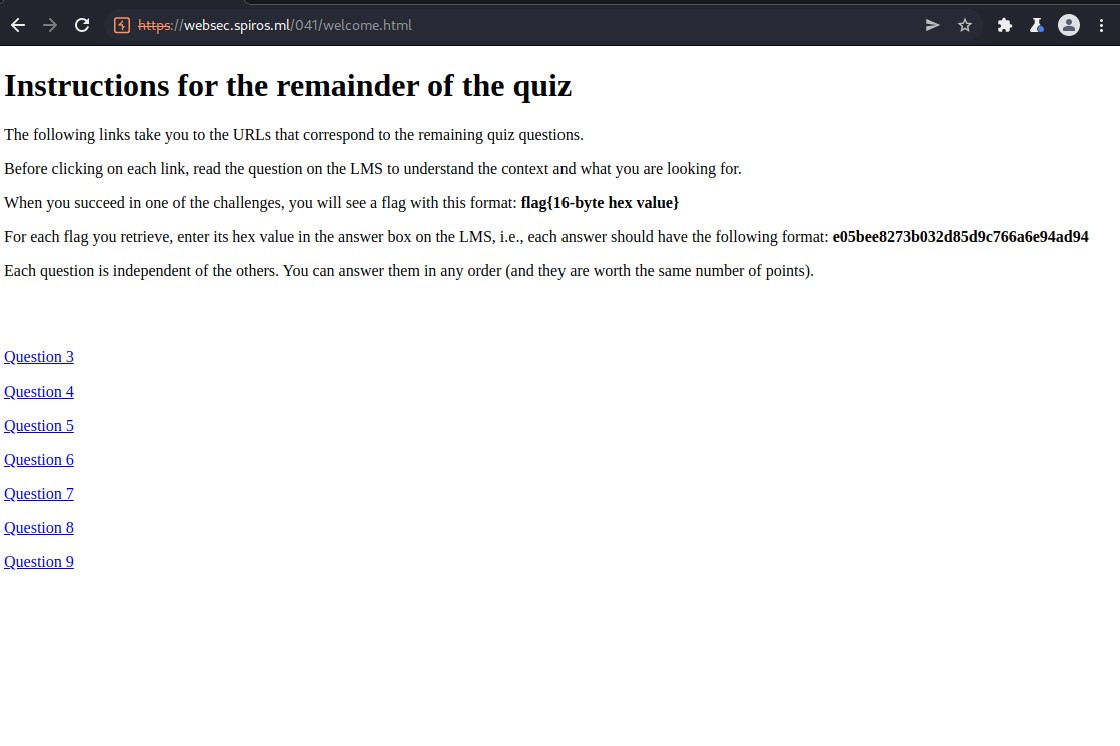 https://websec.spiros.ml/041/welcome.html
Instructions for the remainder of the quiz
The following links take you to the URLs that correspond to the remaining quiz questions.
Before clicking on each link, read the question on the LMS to understand the context and what you are looking for.
When you succeed in one of the challenges, you will see a flag with this format: flag{16-byte hex value}
For each flag you retrieve, enter its hex value in the answer box on the LMS, i.e., each answer should have the following format: e05bee8273b032d85d9c766a6e94ad94
Each question is independent of the others. You can answer them in any order (and they are worth the same number of points).
Question 3
Question 4
Question 5
Question 6
Question 7
Question 8
Question 9